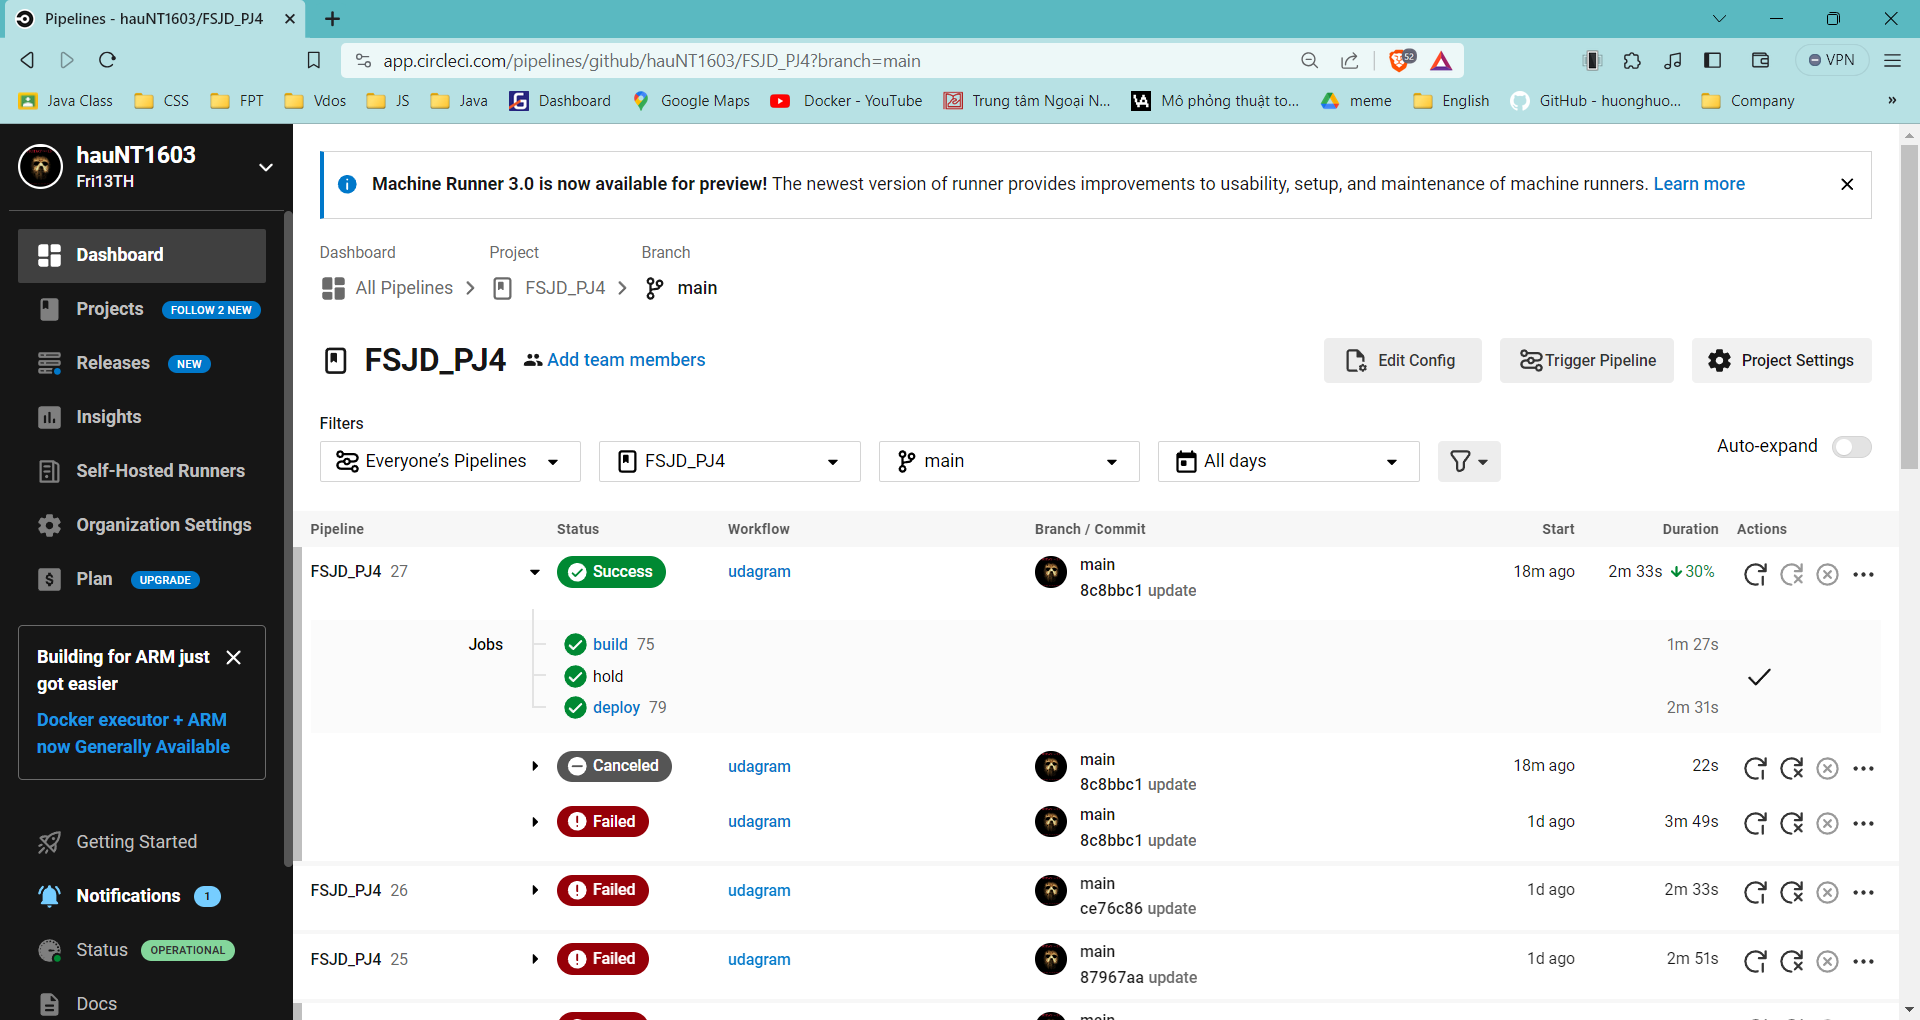 Pipelines - hauNT1603/FSJD_PJ4
app.circleci.com/pipelines/github/hauNT1603/FSJD_PJ4?branch=main
52
VPN
Java Class CSS FPT Vdos JS Java Dashboard Google Maps Docker - YouTube Trung tâm Ngoại N... Mô phỏng thuật to... meme English GitHub - huonghuo... Company »
hauNT1603
Fri13TH
Dashboard
Projects FOLLOW 2 NEW
Releases NEW
Insights
Self-Hosted Runners
Organization Settings
Plan UPGRADE
Building for ARM just
got easier
Docker executor + ARM
now Generally Available
Getting Started
Notifications 1
Status OPERATIONAL
Docs
Machine Runner 3.0 is now available for preview! The newest version of runner provides improvements to usability, setup, and maintenance of machine runners. Learn more
Dashboard Project Branch
All Pipelines FSJD_PJ4 main
FSJD_PJ4 Add team members
Edit Config Trigger Pipeline Project Settings
Filters
Everyone’s Pipelines FSJD_PJ4 main All days
Auto-expand
Pipeline Status Workflow Branch / Commit Start Duration Actions
FSJD_PJ4 27 Success udagram main 18m ago 2m 33s 30%
8c8bbc1 update
Jobs build 75 1m 27s
hold
deploy 79 2m 31s
Canceled udagram main 18m ago 22s
8c8bbc1 update
Failed udagram main 1d ago 3m 49s
8c8bbc1 update
FSJD_PJ4 26 Failed udagram main 1d ago 2m 33s
ce76c86 update
FSJD_PJ4 25 Failed udagram main 1d ago 2m 51s
87967aa update
main